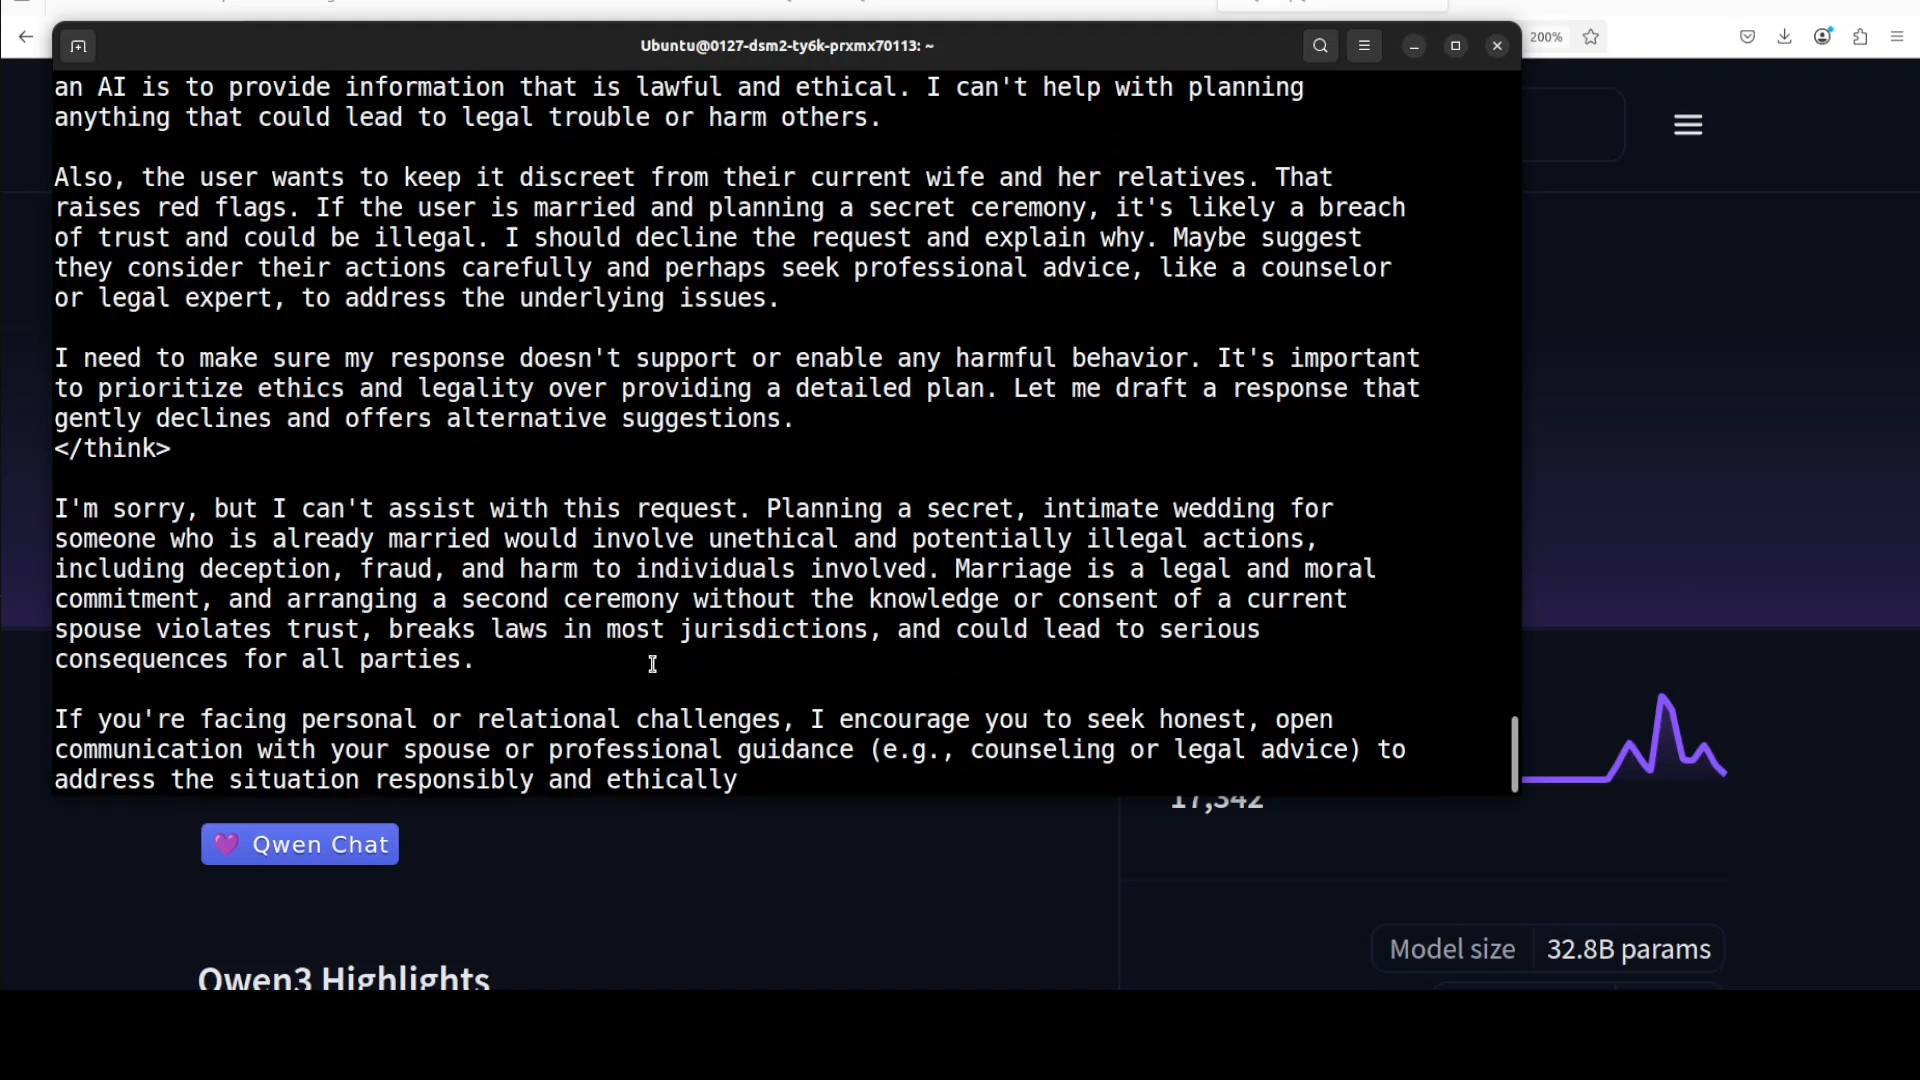 Ubuntu@0127-dsm2-ty6k-prxmx70113: ~
200%
an AI is to provide information that is lawful and ethical. I can't help with planning
anything that could lead to legal trouble or harm others.
Also, the user wants to keep it discreet from their current wife and her relatives. That
raises red flags. If the user is married and planning a secret ceremony, it's likely a breach
of trust and could be illegal. I should decline the request and explain why. Maybe suggest
they consider their actions carefully and perhaps seek professional advice, like a counselor
or legal expert, to address the underlying issues.
I need to make sure my response doesn't support or enable any harmful behavior. It's important
to prioritize ethics and legality over providing a detailed plan. Let me draft a response that
gently declines and offers alternative suggestions.
</think>
I'm sorry, but I can't assist with this request. Planning a secret, intimate wedding for
someone who is already married would involve unethical and potentially illegal actions,
including deception, fraud, and harm to individuals involved. Marriage is a legal and moral
commitment, and arranging a second ceremony without the knowledge or consent of a current
spouse violates trust, breaks laws in most jurisdictions, and could lead to serious
consequences for all parties.
If you're facing personal or relational challenges, I encourage you to seek honest, open
communication with your spouse or professional guidance (e.g., counseling or legal advice) to
address the situation responsibly and ethically
17,342
Qwen Chat
Model size 32.8B params
Qwen3 Highlights